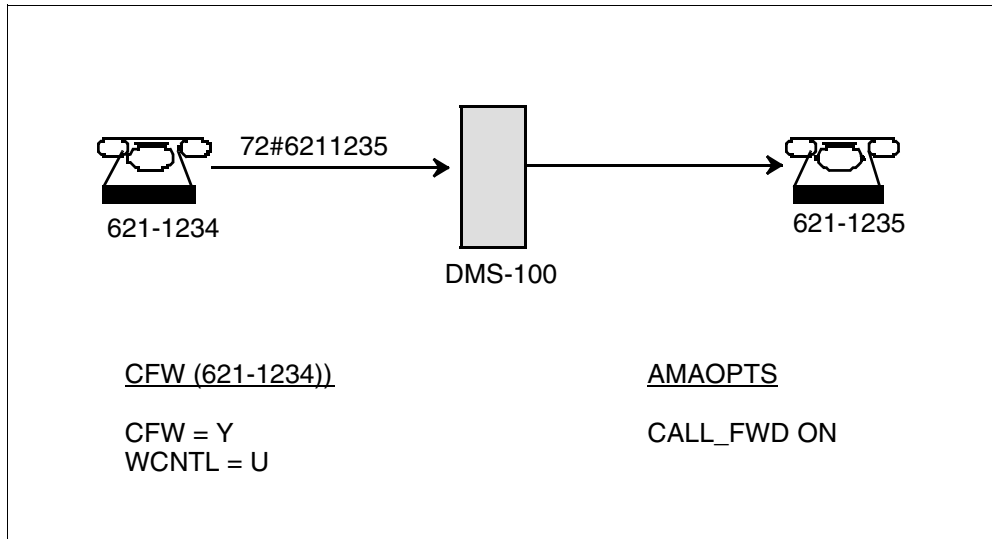 72#6211235
621-1234
621-1235
DMS-100
CFW (621-1234))
AMAOPTS
CFW = Y
CALL_FWD ON
WCNTL = U